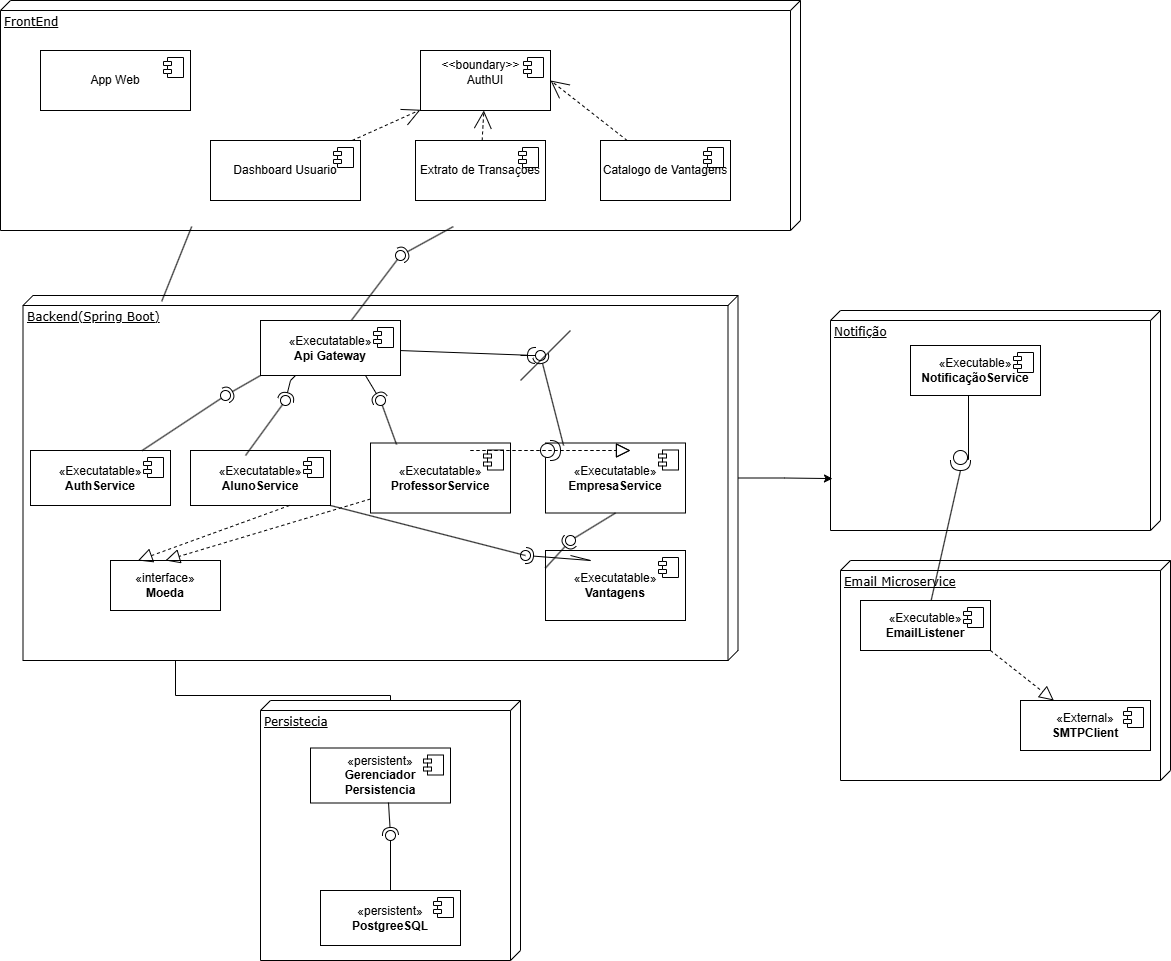 FrontEnd
App Web
<<boundary>>
AuthUI
Dashboard Usuario
Extrato de Transações
Catalogo de Vantagens
Backend(Spring Boot)
«Executatable»
Api Gateway
«Executatable»
AuthService
«Executatable»
AlunoService
«Executatable»
ProfessorService
«Executatable»
EmpresaService
«interface»
Moeda
«Executatable»
Vantagens
Notifição
«Executable»
NotificaçãoService
Email Microservice
«Executable»
EmailListener
«External»
SMTPClient
Persistecia
«persistent»
Gerenciador
Persistencia
«persistent»
PostgreeSQL